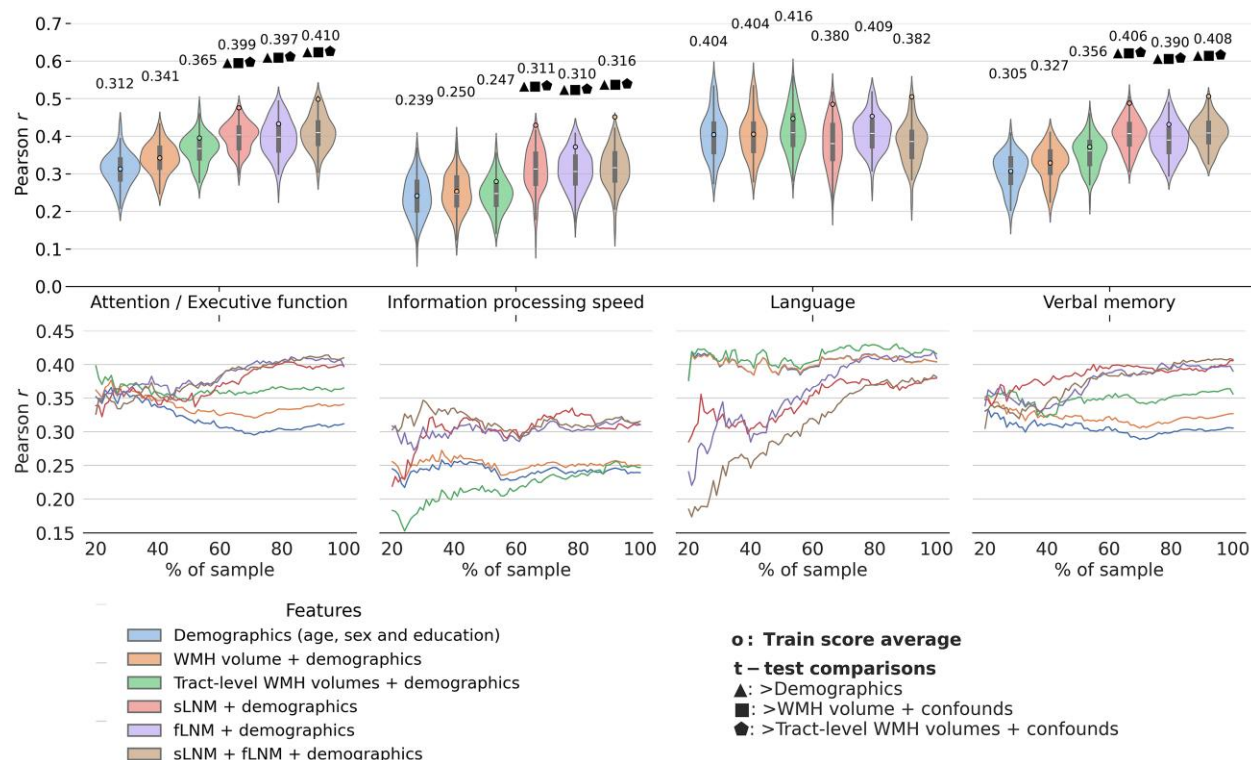 0.7
0.6
0.5
0.4
0.3
0.2
0.1
0.0
Pearson r
0.312
0.341
0.365
0.399
▲■⬟
0.397
▲■⬟
0.410
▲■⬟
0.239
0.250
0.247
0.311
▲■⬟
0.310
▲■⬟
0.316
▲■⬟
0.404
0.404
0.416
0.380
0.409
0.382
0.305
0.327
0.356
0.406
▲■⬟
0.390
▲■⬟
0.408
▲■⬟
Attention / Executive function
Information processing speed
Language
Verbal memory
0.45
0.40
0.35
0.30
0.25
0.20
0.15
Pearson r
20 40 60 80 100
% of sample
20 40 60 80 100
% of sample
20 40 60 80 100
% of sample
20 40 60 80 100
% of sample
Features
Demographics (age, sex and education)
WMH volume + demographics
Tract-level WMH volumes + demographics
sLNM + demographics
fLNM + demographics
sLNM + fLNM + demographics
o : Train score average
t − test comparisons
▲: >Demographics
■: >WMH volume + confounds
⬟: >Tract-level WMH volumes + confounds